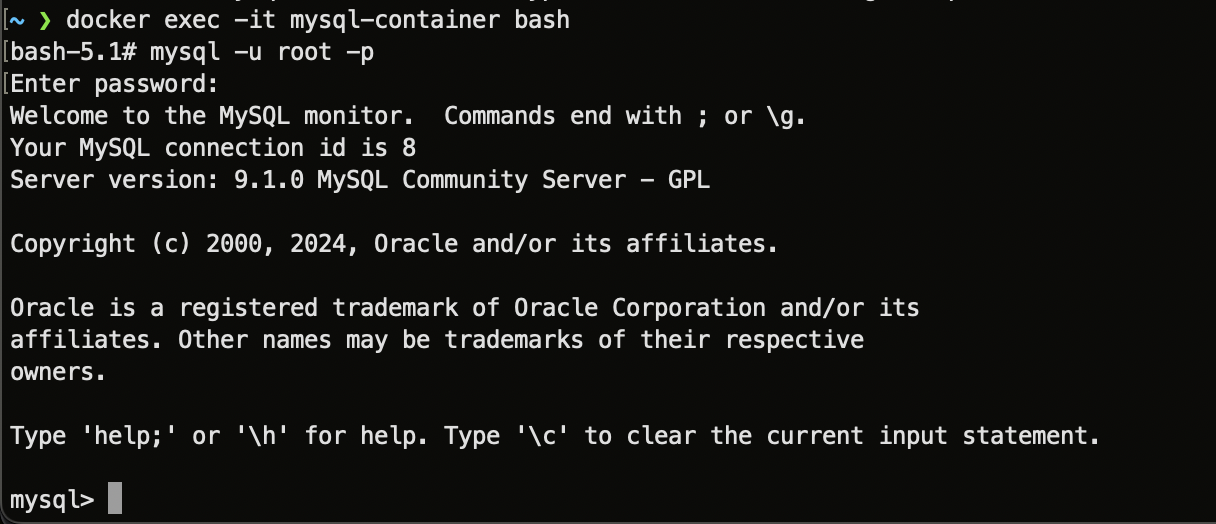 [~ ❯ docker exec -it mysql-container bash
[bash-5.1# mysql -u root -p
[Enter password:
Welcome to the MySQL monitor.  Commands end with ; or \g.
Your MySQL connection id is 8
Server version: 9.1.0 MySQL Community Server - GPL
Copyright (c) 2000, 2024, Oracle and/or its affiliates.
Oracle is a registered trademark of Oracle Corporation and/or its
affiliates. Other names may be trademarks of their respective
owners.
Type 'help;' or '\h' for help. Type '\c' to clear the current input statement.
mysql>